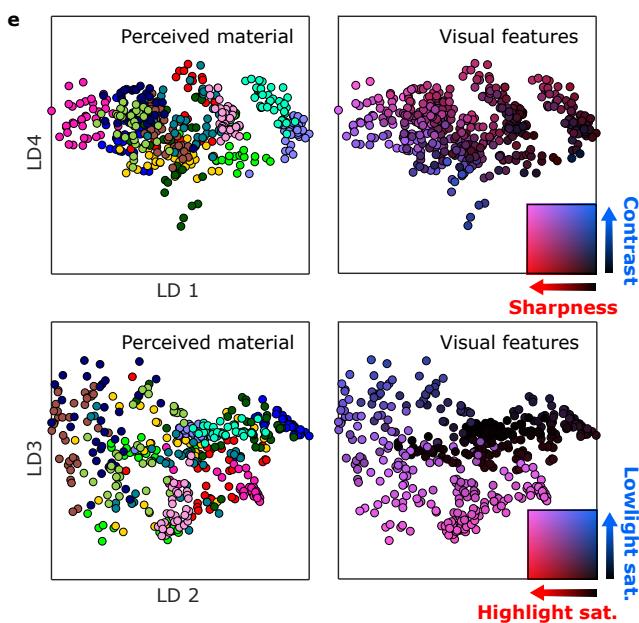 e
Perceived material
Visual features
LD4
LD 1
Contrast
Sharpness
Perceived material
Visual features
LD3
LD 2
Lowlight sat.
Highlight sat.